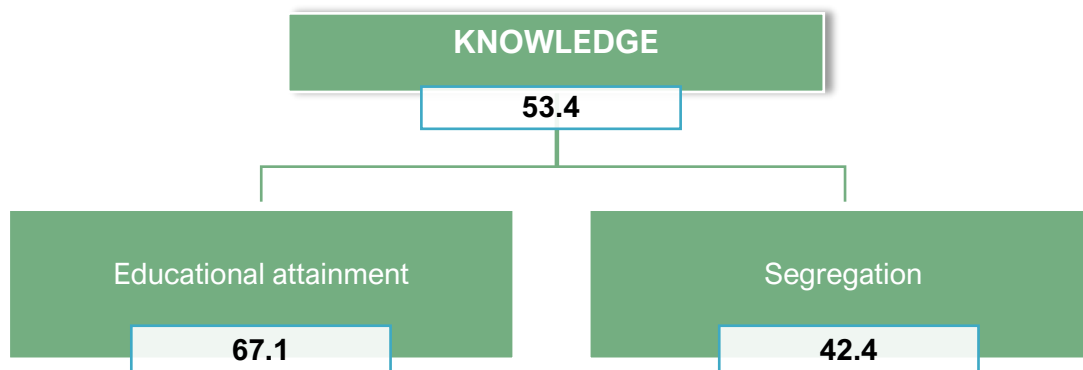 KNOWLEDGE
53.4
Educational attainment
Segregation
67.1
42.4